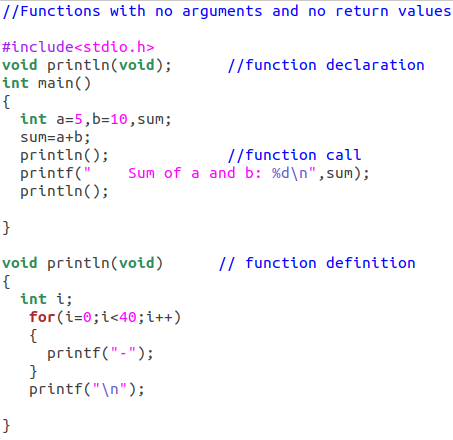 //Functions with no arguments and no return values
#include<stdio.h>
void println(void);      //function declaration
int main()
{
  int a=5,b=10,sum;
  sum=a+b;
  println();             //function call
  printf("    Sum of a and b: %d\n",sum);
  println();
}
void println(void)      // function definition
{
  int i;
   for(i=0;i<40;i++)
   {
     printf("-");
   }
   printf("\n");
}